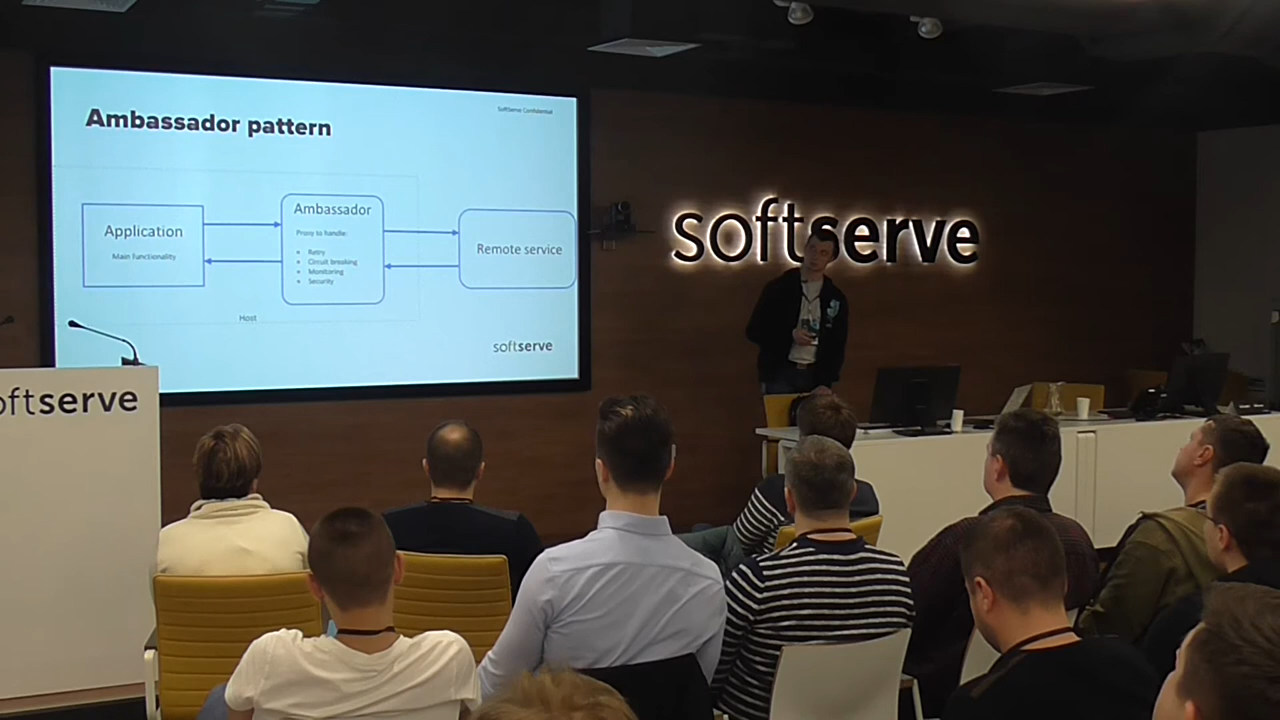 SoftServe Confidential
Ambassador pattern
Application
Main functionality
Ambassador
Proxy to handle:
• Retry
• Circuit breaking
• Monitoring
• Security
Remote service
Host
softserve
softserve
oftserve